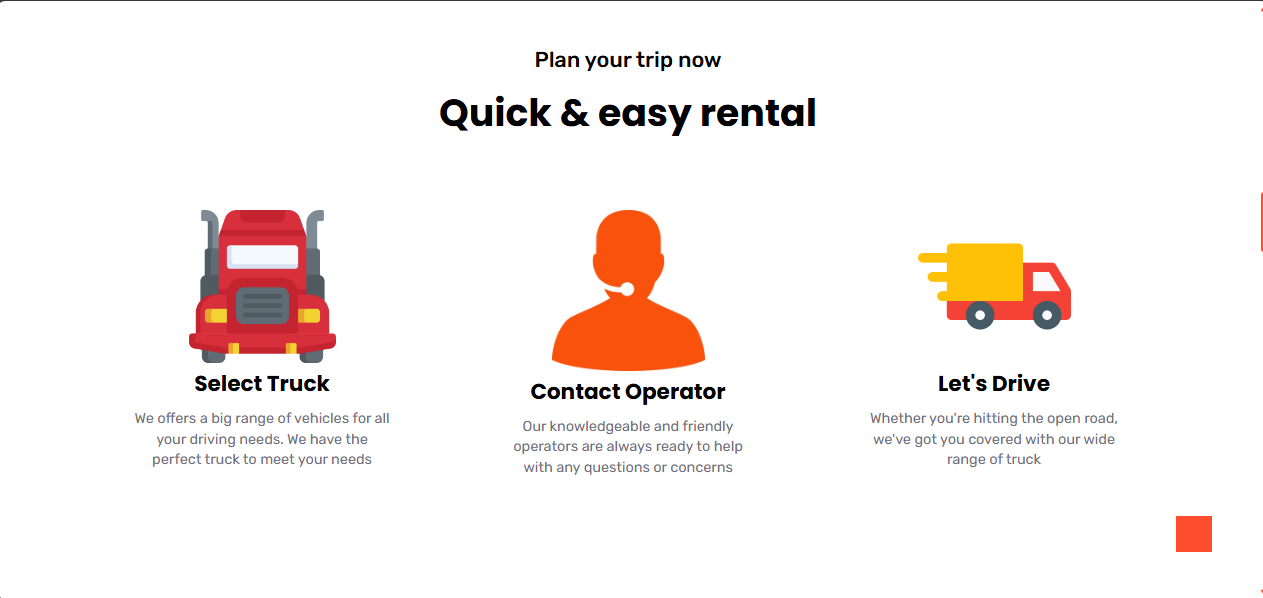 Plan your trip now
Quick & easy rental
Select Truck
We offers a big range of vehicles for all
your driving needs. We have the
perfect truck to meet your needs
Contact Operator
Our knowledgeable and friendly
operators are always ready to help
with any questions or concerns
Let's Drive
Whether you're hitting the open road,
we've got you covered with our wide
range of truck